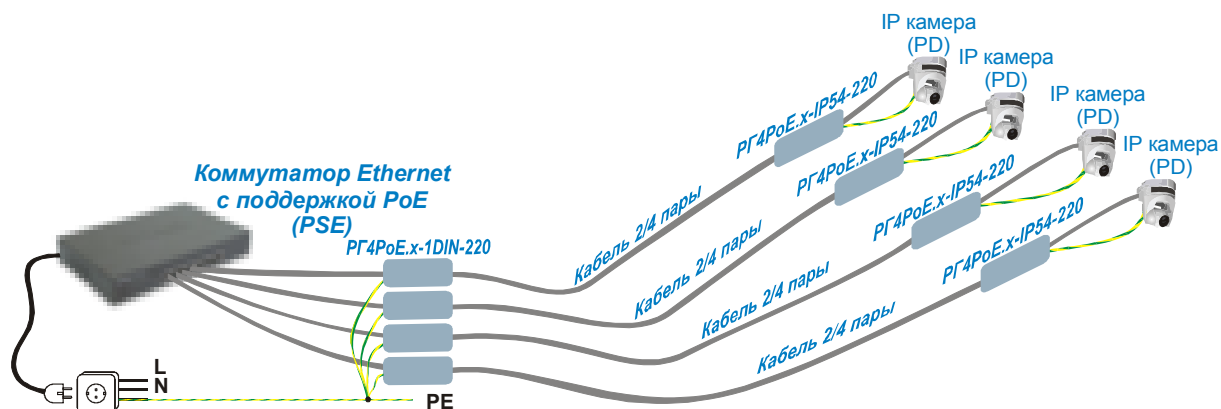 IP камера
(PD)
IP камера
(PD)
IP камера
(PD)
IP камера
(PD)
РГ4PoE.x-IP54-220
РГ4PoE.x-IP54-220
РГ4PoE.x-IP54-220
РГ4PoE.x-IP54-220
Коммутатор Ethernet
с поддержкой PoE
(PSE)
РГ4PoE.x-1DIN-220
Кабель 2/4 пары
Кабель 2/4 пары
Кабель 2/4 пары
Кабель 2/4 пары
L
N
PE